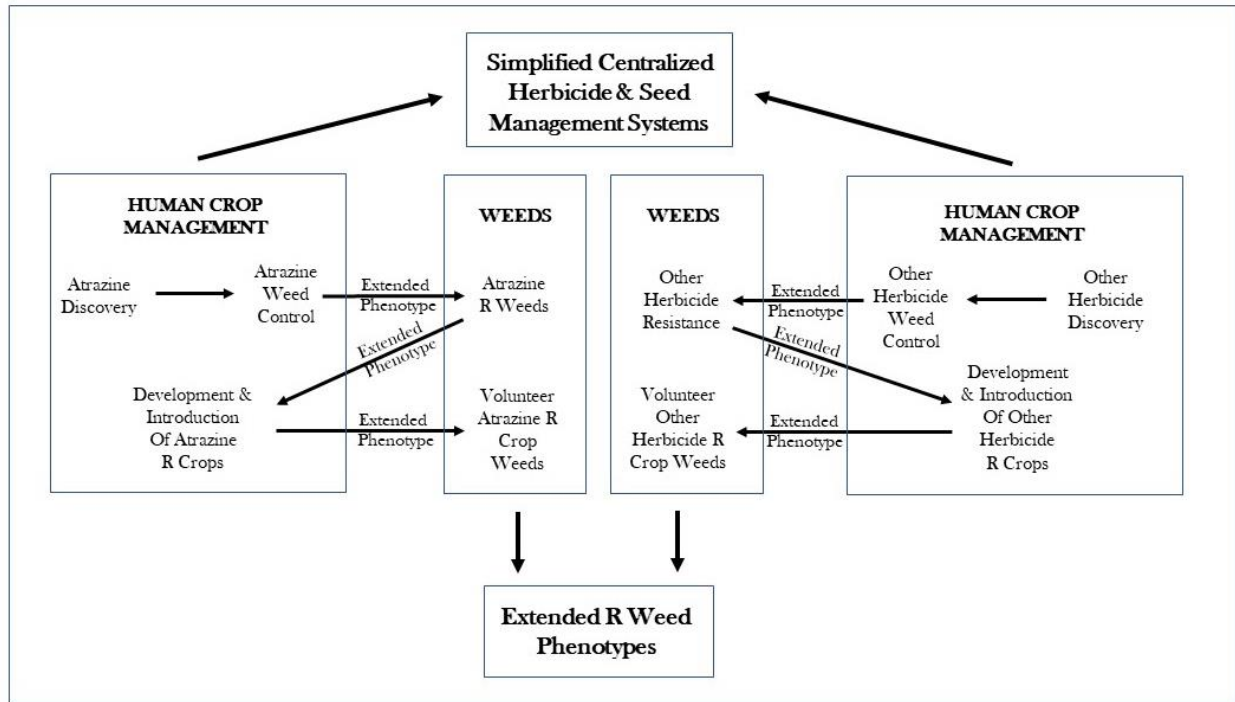 Simplified Centralized
Herbicide & Seed
Management Systems
HUMAN CROP
MANAGEMENT
Atrazine
Discovery
Atrazine
Weed
Control
Extended
Phenotype
Extended
Phenotype
Development &
Introduction
Of Atrazine
R Crops
Extended
Phenotype
WEEDS
Atrazine
R Weeds
Volunteer
Atrazine R
Crop
Weeds
WEEDS
Other
Herbicide
Resistance
Volunteer
Other
Herbicide R
Crop Weeds
Extended
Phenotype
Extended
Phenotype
Extended
Phenotype
HUMAN CROP
MANAGEMENT
Other
Herbicide
Weed
Control
Other
Herbicide
Discovery
Development
& Introduction
Of Other
Herbicide
R Crops
Extended R Weed
Phenotypes